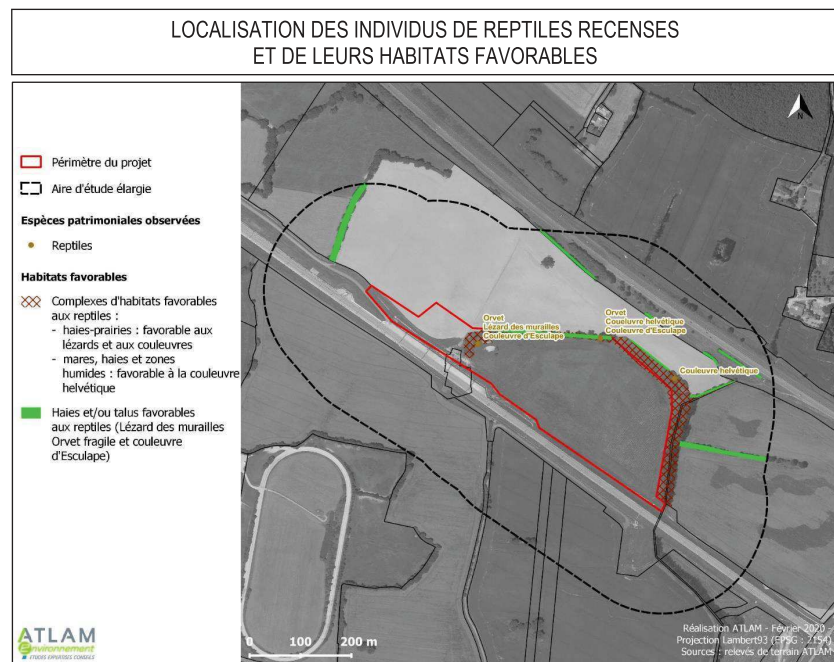 LOCALISATION DES INDIVIDUS DE REPTILES RECENSES
ET DE LEURS HABITATS FAVORABLES
N
Périmètre du projet
Aire d'étude élargie
Espèces patrimoniales observées
Reptiles
Habitats favorables
Complexes d'habitats favorables
aux reptiles :
- haies-prairies : favorable aux
lézards et aux couleuvres
- mares, haies et zones
humides : favorable à la couleuvre
helvétique
Haies et/ou talus favorables
aux reptiles (Lézard des murailles
Orvet fragile et couleuvre
d'Esculape)
Orvet
Lézard des murailles
Couleuvre d'Esculape
Orvet
Couleuvre helvétique
Couleuvre d'Esculape
Couleuvre helvétique
ATLAM
environnement
ETUDES EXPERTISES CONSEILS
0 100 200 m
Réalisation ATLAM - Février 2020 -
Projection Lambert93 (EPSG : 2154)
Sources : relevés de terrain ATLAM